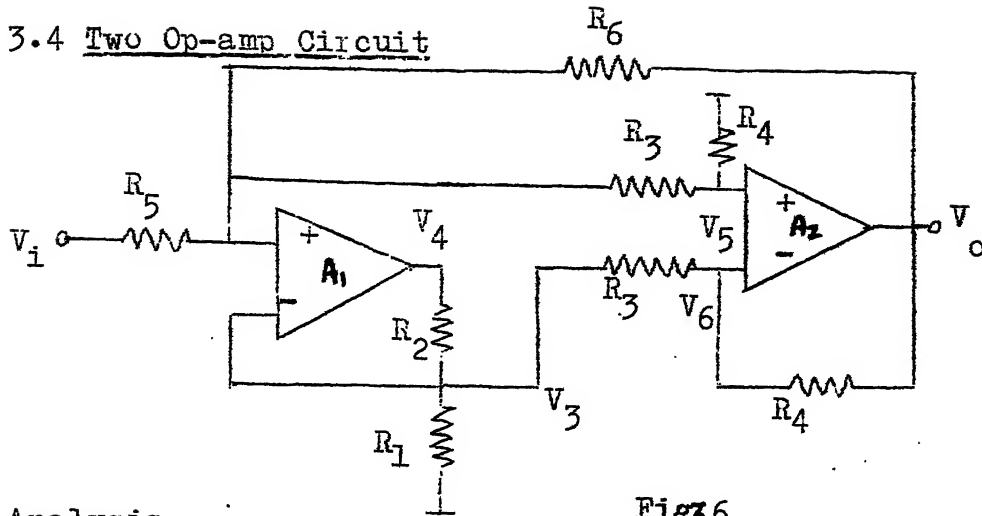 3.4 Two Op-amp Circuit
R6
R3
R4
R5
Vi
+
A1
-
V4
R2
V3
R1
+
A2
-
V5
R3
V6
R4
Vo
Analysis
Fig3.6